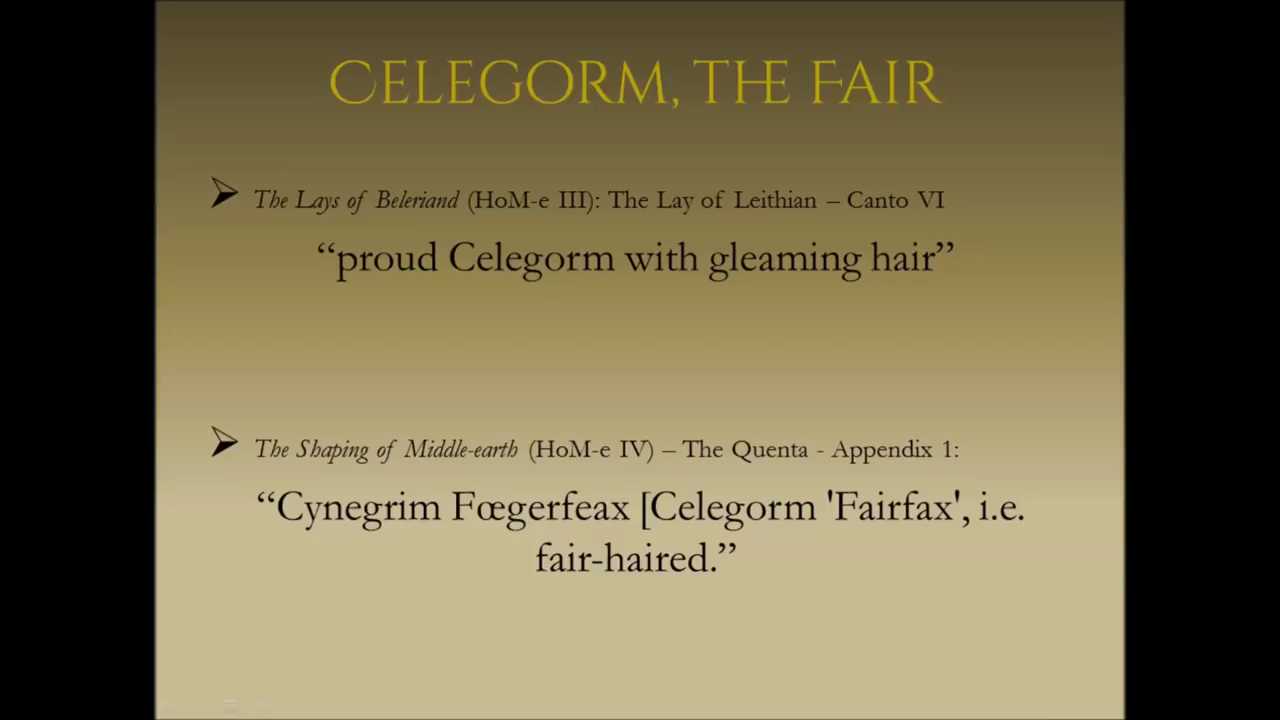 Celegorm, the Fair
The Lays of Beleriand (HoM-e III): The Lay of Leithian – Canto VI
“proud Celegorm with gleaming hair”
The Shaping of Middle-earth (HoM-e IV) – The Quenta - Appendix 1:
“Cynegrim Fœgerfeax [Celegorm 'Fairfax', i.e.
fair-haired.”